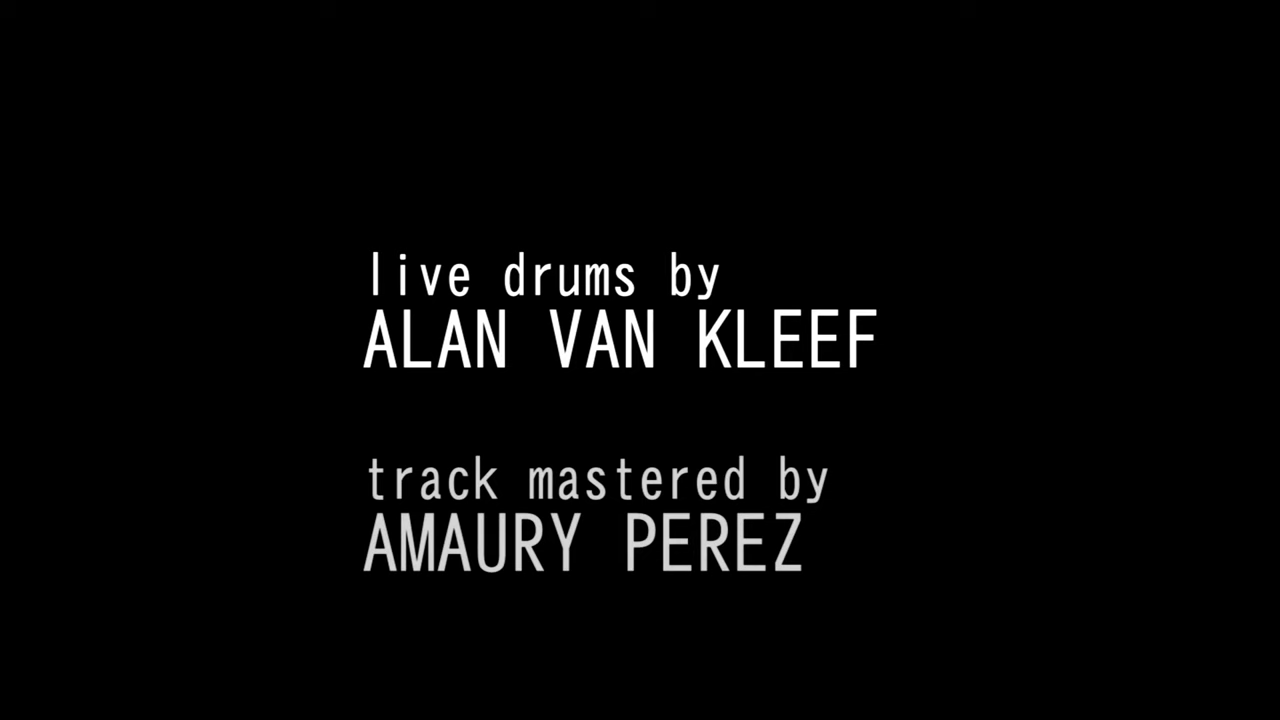 live drums by
ALAN VAN KLEEF
track mastered by
AMAURY PEREZ